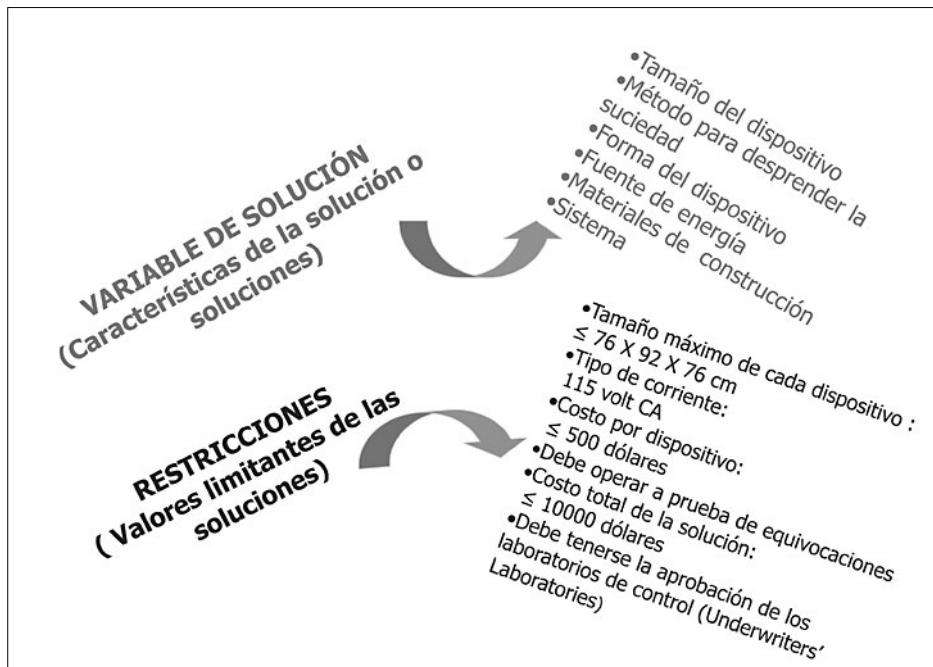 VARIABLE DE SOLUCIÓN
(Características de la solución o
soluciones)
•Tamaño del dispositivo
•Método para desprender la
suciedad
•Forma del dispositivo
•Fuente de energía
•Materiales de construcción
•Sistema
RESTRICCIONES
( Valores limitantes de las
soluciones)
•Tamaño máximo de cada dispositivo :
≤ 76 X 92 X 76 cm
•Tipo de corriente:
115 volt CA
•Costo por dispositivo:
≤ 500 dólares
•Debe operar a prueba de equivocaciones
•Costo total de la solución:
≤ 10000 dólares
•Debe tenerse la aprobación de los
laboratorios de control (Underwriters’
Laboratories)